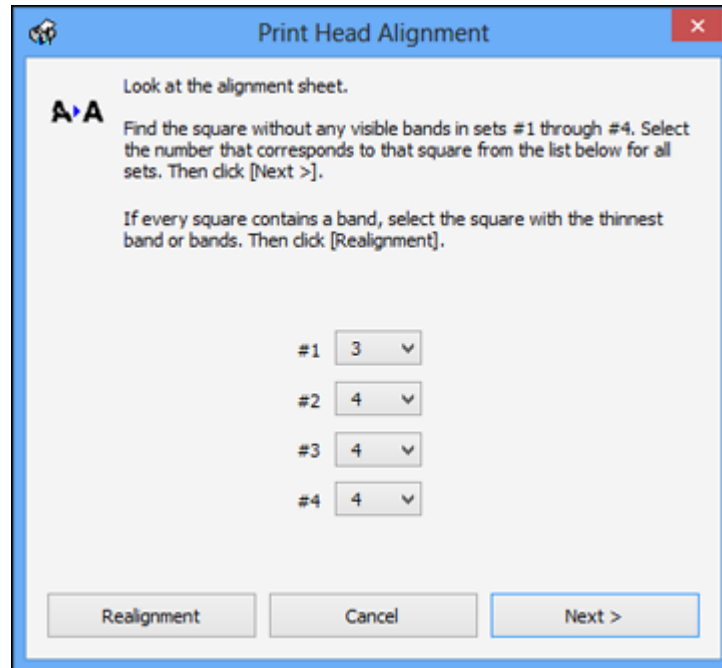 Print Head Alignment
A A
Look at the alignment sheet.
Find the square without any visible bands in sets #1 through #4. Select
the number that corresponds to that square from the list below for all
sets. Then click [Next >].
If every square contains a band, select the square with the thinnest
band or bands. Then click [Realignment].
#1 3
#2 4
#3 4
#4 4
Realignment Cancel Next >